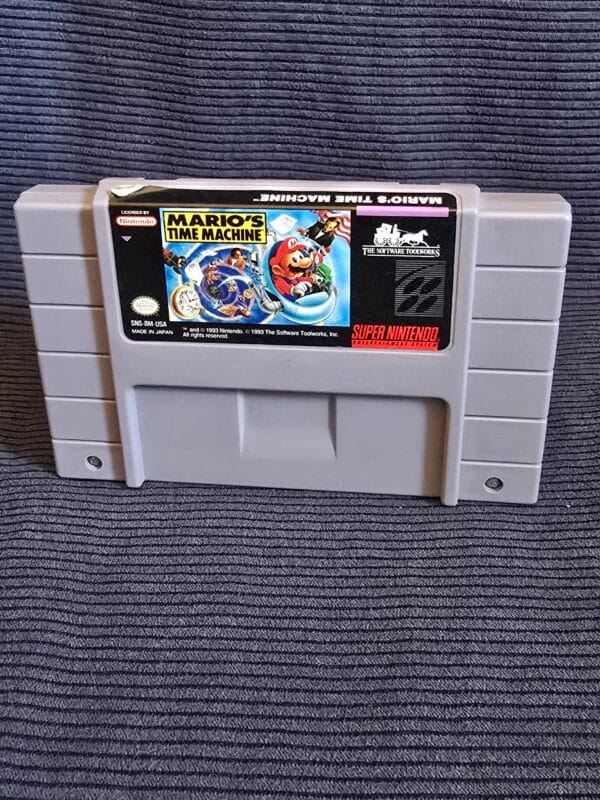 MARIO'S TIME MACHINE™
LICENSED BY
Nintendo
MARIO'S
TIME MACHINE
THE SOFTWARE TOOLWORKS
SNS-8M-USA
MADE IN JAPAN
™ and © 1993 Nintendo. © 1993 The Software Toolworks, Inc.
All rights reserved.
SUPER NINTENDO
ENTERTAINMENT SYSTEM